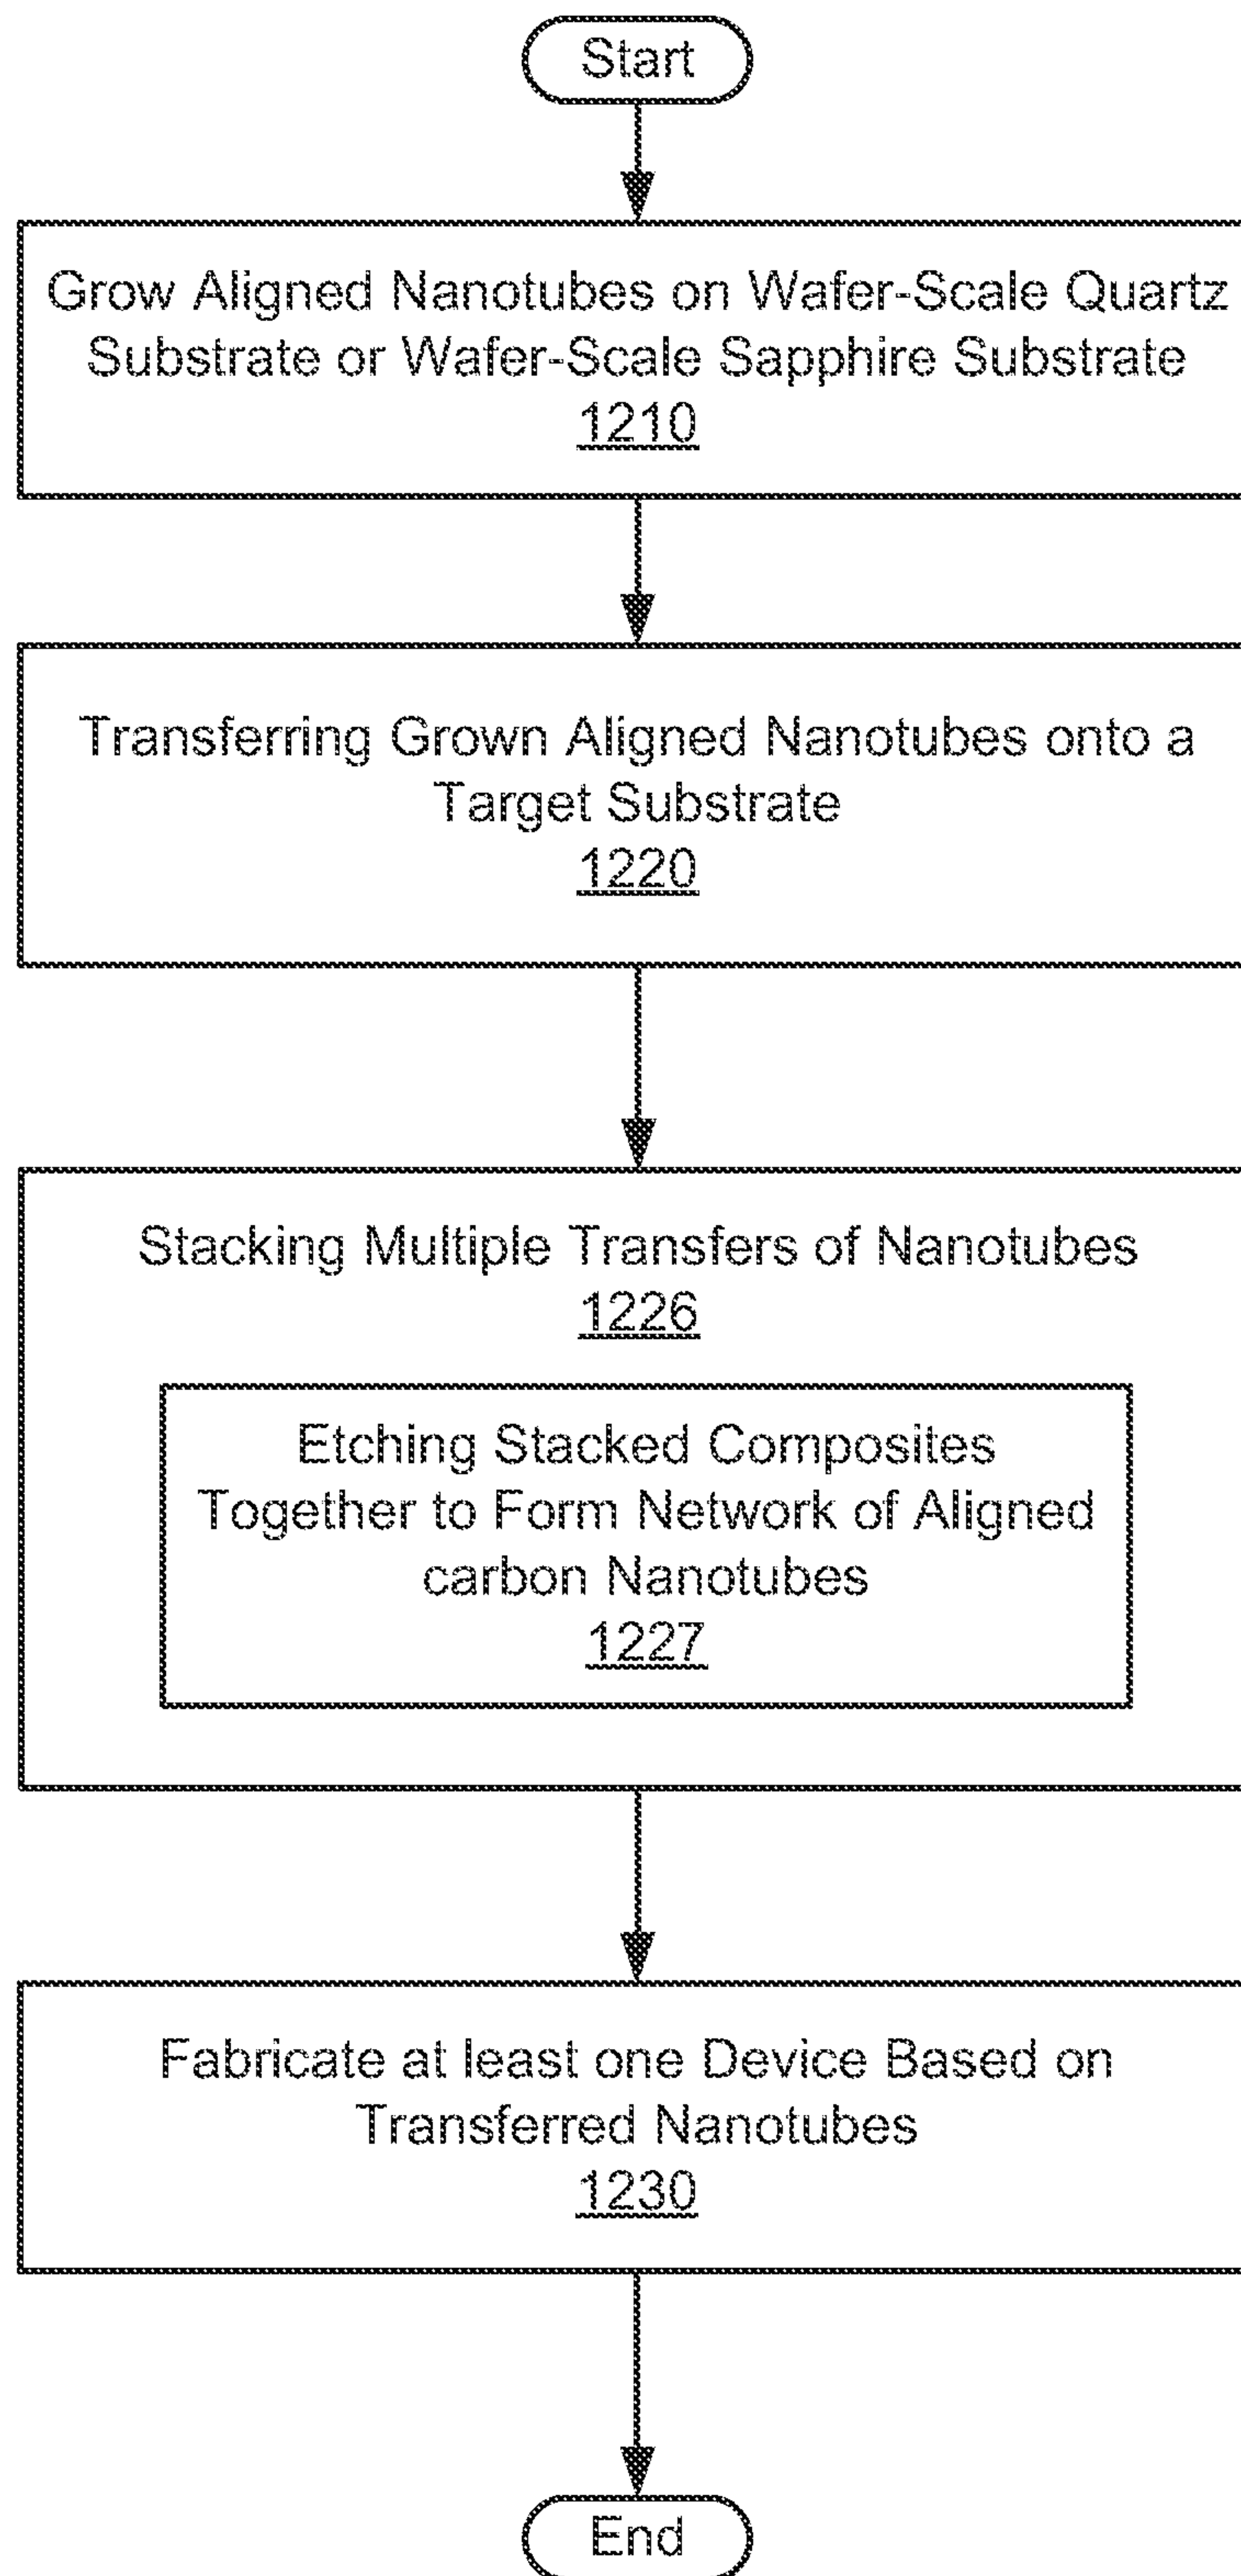 Start
Grow Aligned Nanotubes on Wafer-Scale Quartz
Substrate or Wafer-Scale Sapphire Substrate
1210
Transferring Grown Aligned Nanotubes onto a
Target Substrate
1220
Stacking Multiple Transfers of Nanotubes
1226
Etching Stacked Composites
Together to Form Network of Aligned
carbon Nanotubes
1227
Fabricate at least one Device Based on
Transferred Nanotubes
1230
End